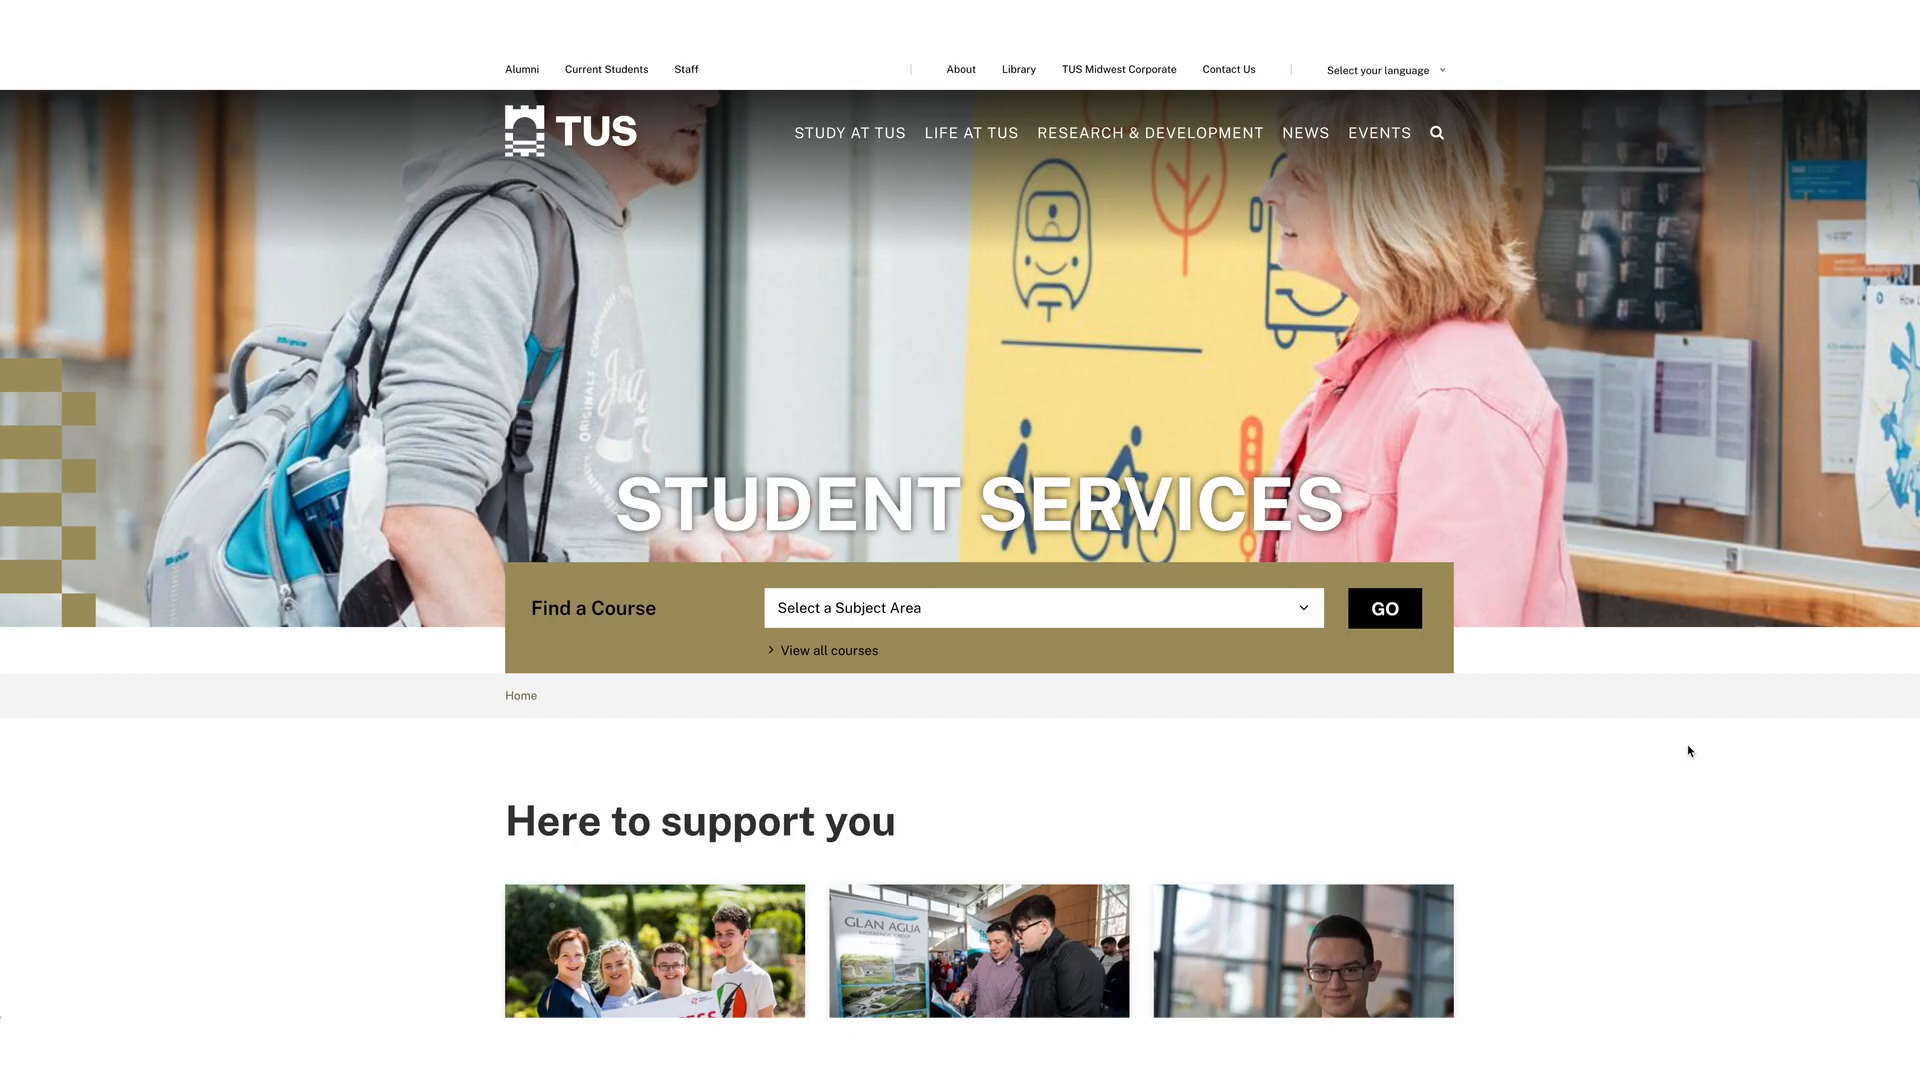 Alumni Current Students Staff About Library TUS Midwest Corporate Contact Us Select your language
TUS STUDY AT TUS LIFE AT TUS RESEARCH & DEVELOPMENT NEWS EVENTS
STUDENT SERVICES
Find a Course Select a Subject Area GO
View all courses
Home
Here to support you
GLAN AGUA